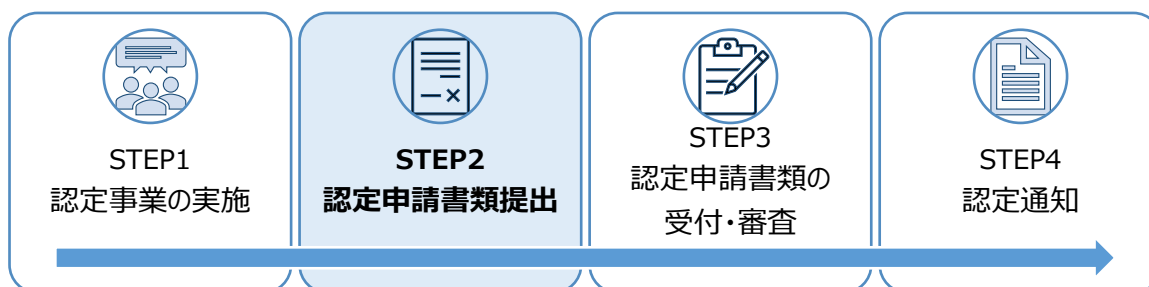 STEP1
認定事業の実施
STEP2
認定申請書類提出
STEP3
認定申請書類の
受付・審査
STEP4
認定通知